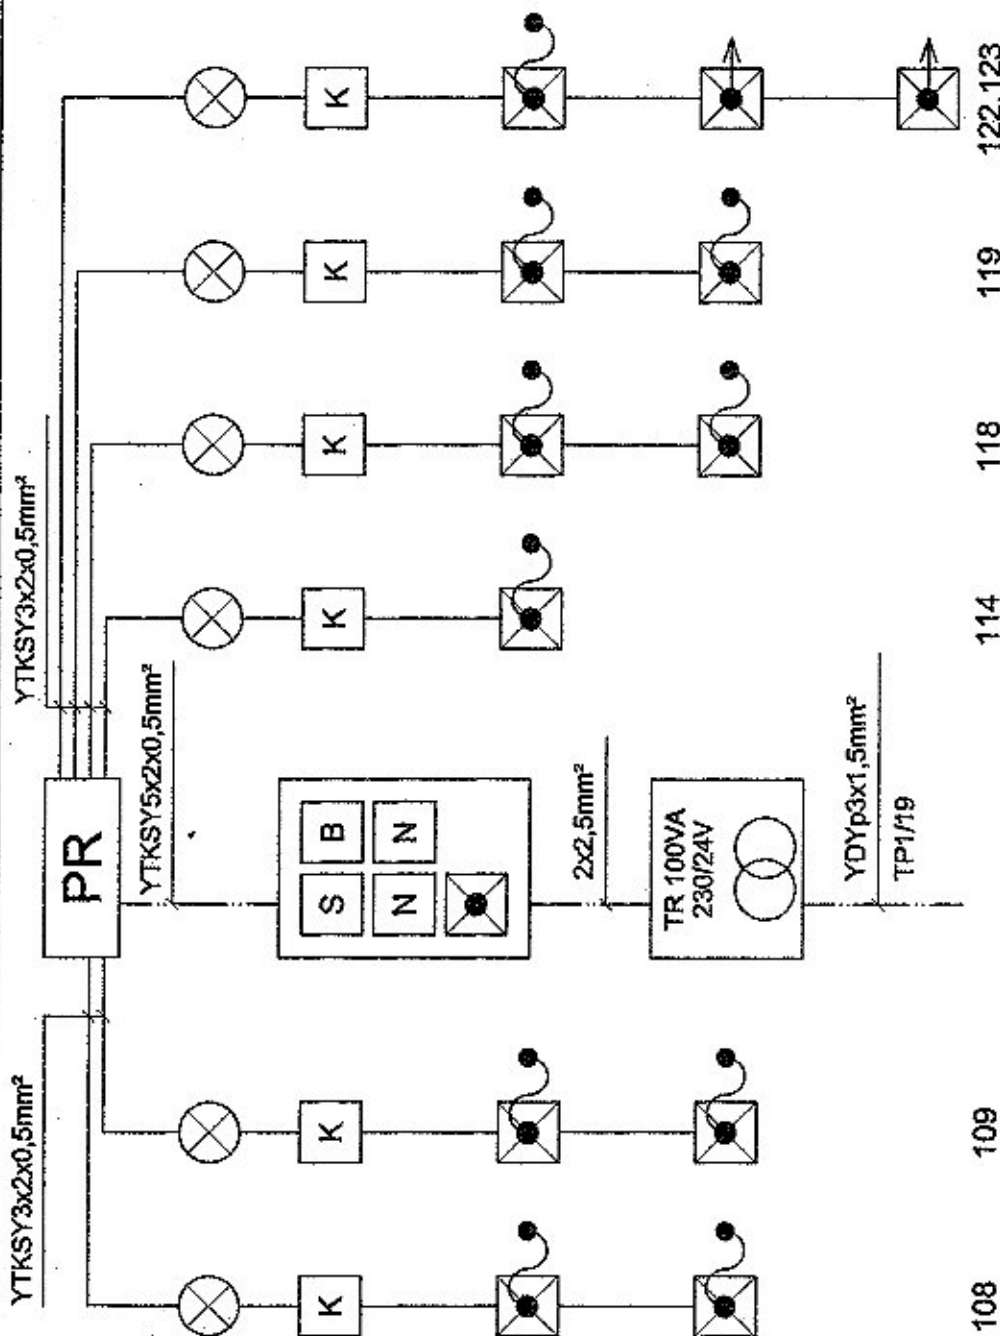 YTKSY3x2x0,5mm²
YTKSY3x2x0,5mm²
PR
YTKSY5x2x0,5mm²
K
K
K
K
K
K
S
B
N
N
2x2,5mm²
TR 100VA
230/24V
YDYp3x1,5mm²
TP1/19
108
109
114
118
119
122,123